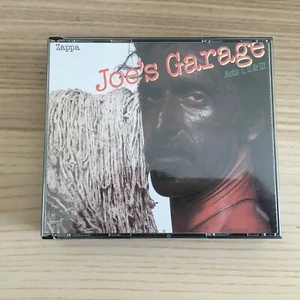 Zappa
Joe's Garage
Acts I, II & III